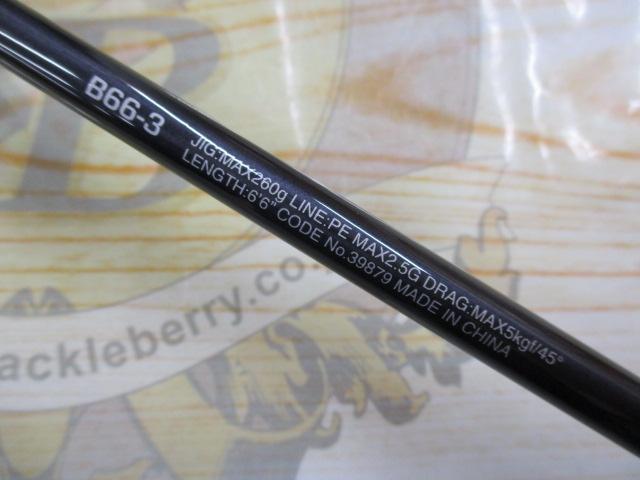 B66-3
JIG:MAX260g LINE:PE MAX2.5G DRAG:MAX5kgf/45°
LENGTH:6'6" CODE No.39879 MADE IN CHINA
ackleberry.co